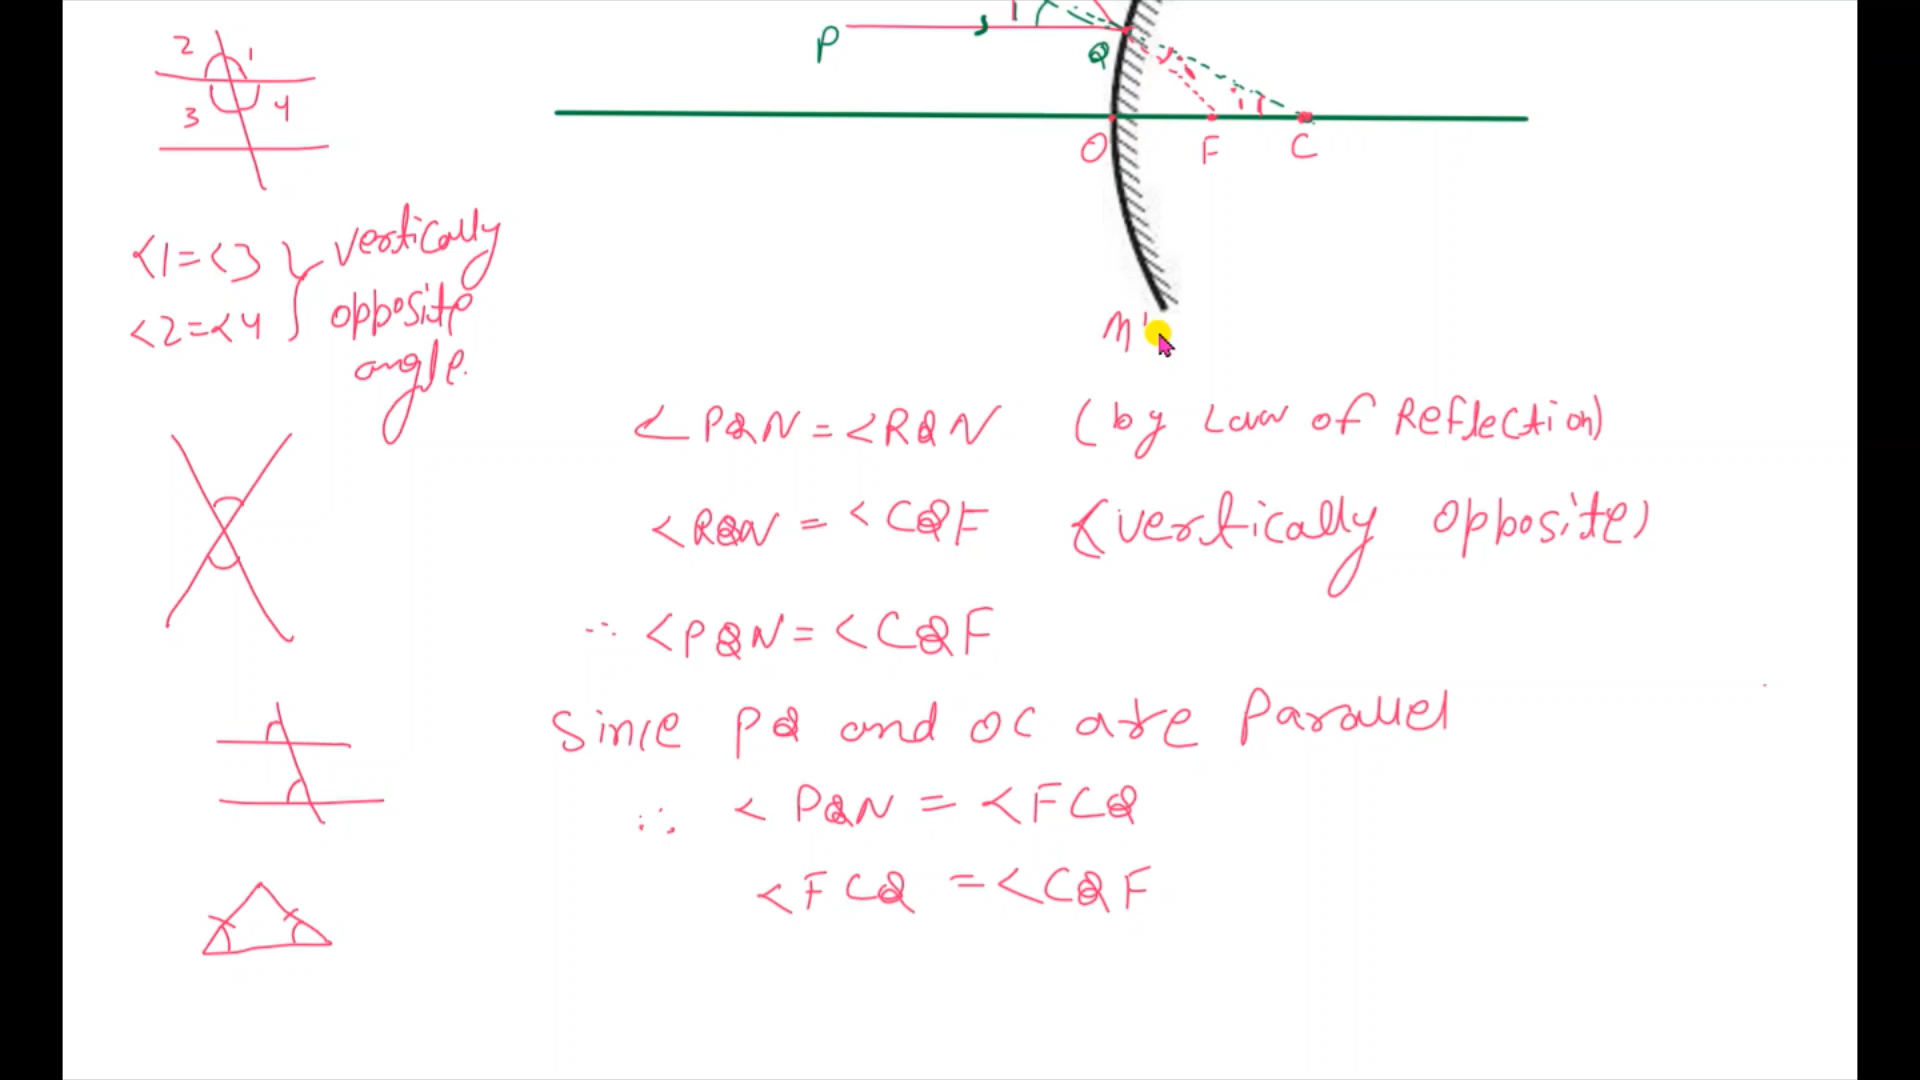 2
1
3
4
P
Q
O F C
M'
<1=<3
<2=<4
vertically
opposite
angle.
<PQN=<RQN (by Law of Reflection)
<RQN=<CQF (vertically opposite)
∴ <PQN=<CQF
Since PQ and OC are Parallel
∴ <PQN=<FCQ
<FCQ=<CQF